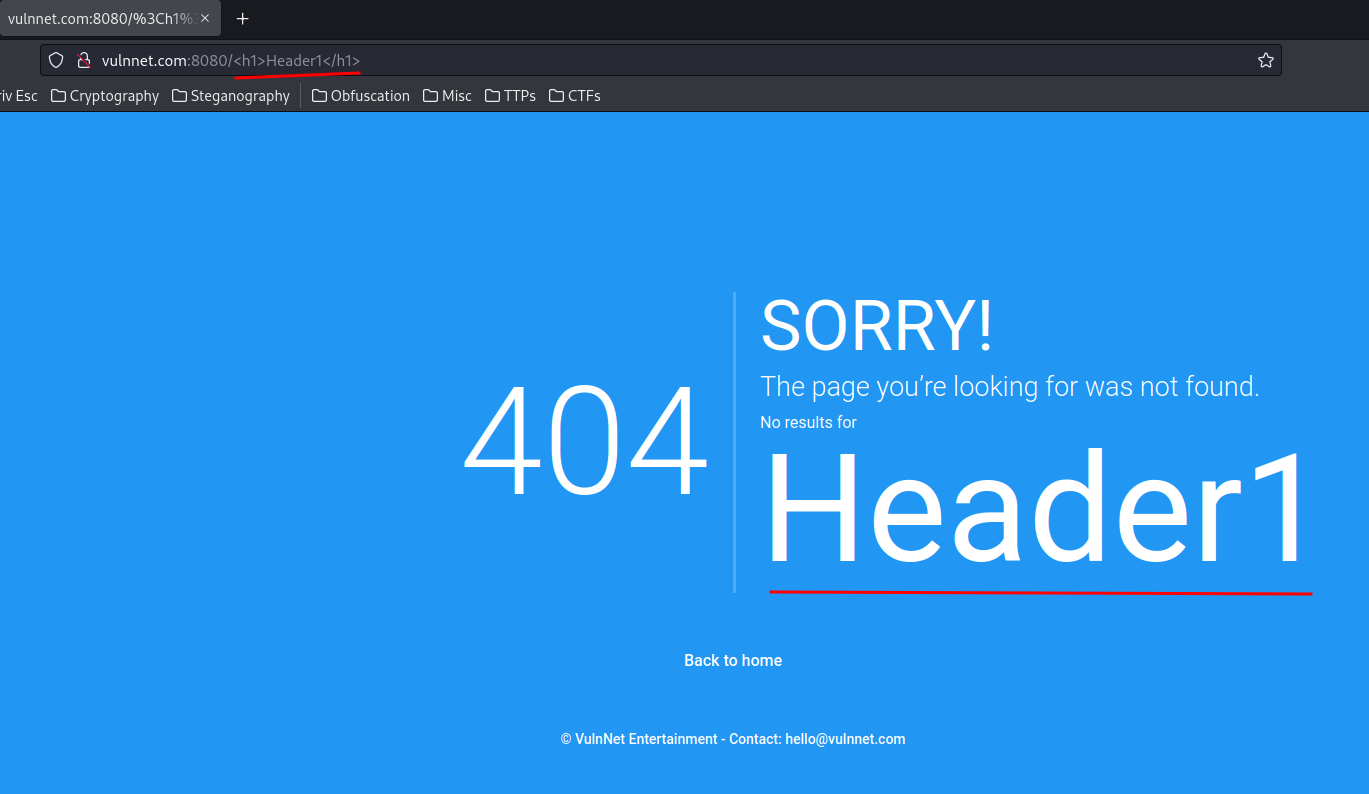 vulnnet.com:8080/%3Ch1%
vulnnet.com:8080/<h1>Header1</h1>
iv Esc Cryptography Steganography Obfuscation Misc TTPs CTFs
SORRY!
404
The page you’re looking for was not found.
No results for
Header1
Back to home
© VulnNet Entertainment - Contact: hello@vulnnet.com